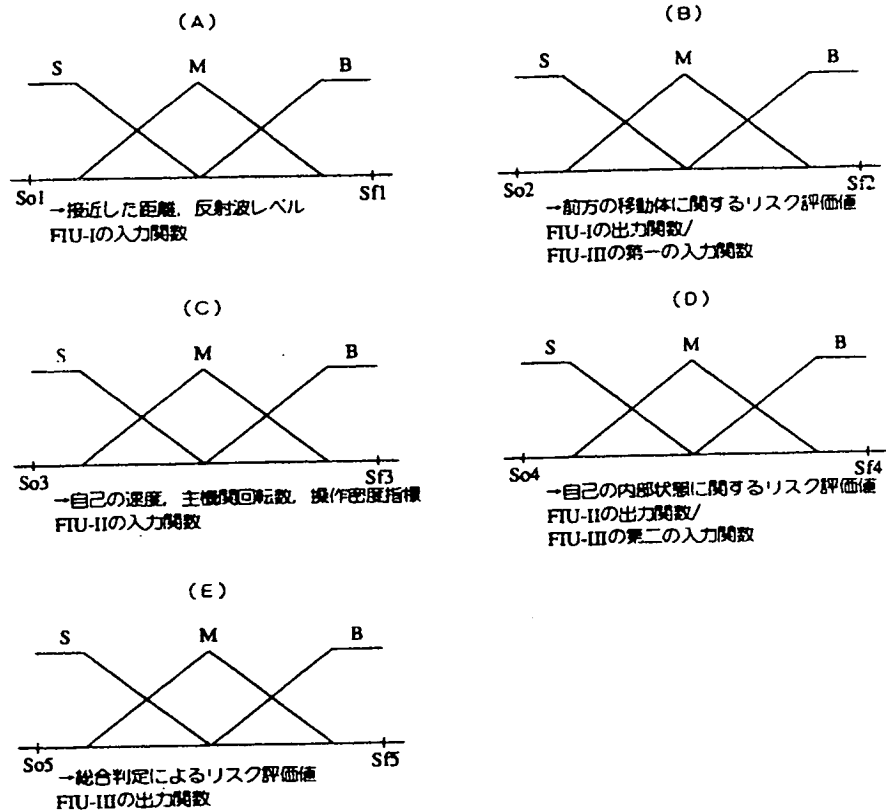 (A)
S M B
So1 Sf1
→接近した距離, 反射波レベル
FIU-Iの入力関数
(B)
S M B
So2 Sf2
→前方の移動体に関するリスク評価値
FIU-Iの出力関数/
FIU-IIIの第一の入力関数
(C)
S M B
So3 Sf3
→自己の速度, 主機関回転数, 操作密度指標
FIU-IIの入力関数
(D)
S M B
So4 Sf4
→自己の内部状態に関するリスク評価値
FIU-IIの出力関数/
FIU-IIIの第二の入力関数
(E)
S M B
So5 Sf5
→総合判定によるリスク評価値
FIU-IIIの出力関数